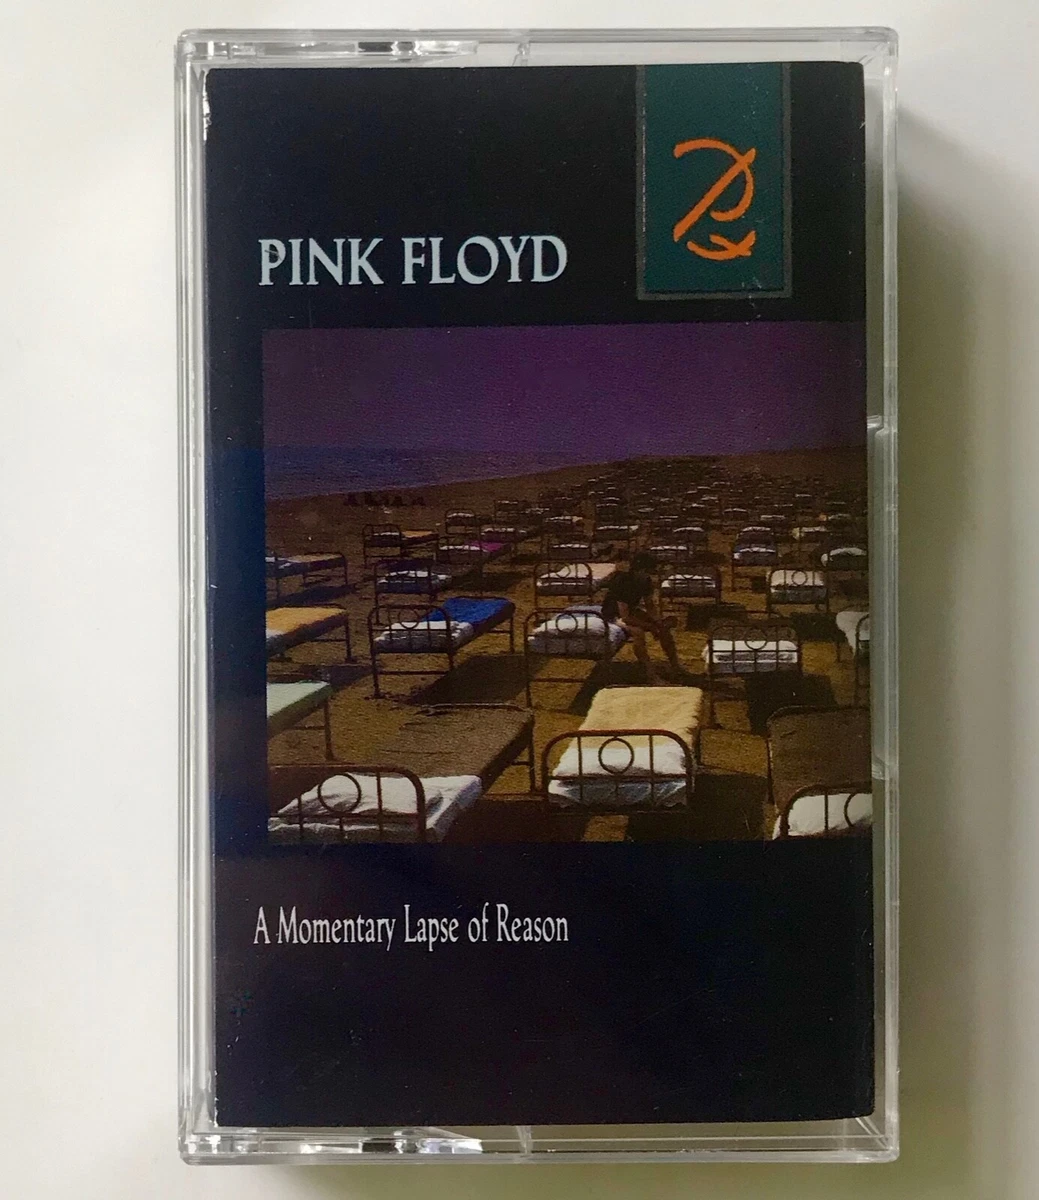 PINK FLOYD
A Momentary Lapse of Reason